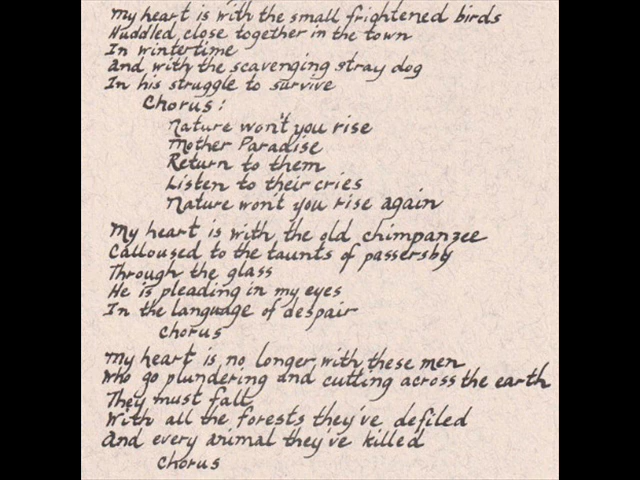 My heart is with the small frightened birds
Huddled close together in the town
In wintertime
And with the scavenging stray dog
In his struggle to survive
Chorus:
Nature won't you rise
Mother Paradise
Return to them
Listen to their cries
Nature won't you rise again
My heart is with the old chimpanzee
Calloused to the taunts of passersby
Through the glass
He is pleading in my eyes
In the language of despair
chorus
My heart is no longer with these men
Who go plundering and cutting across the earth
They must fall
With all the forests they've defiled
And every animal they've killed
chorus